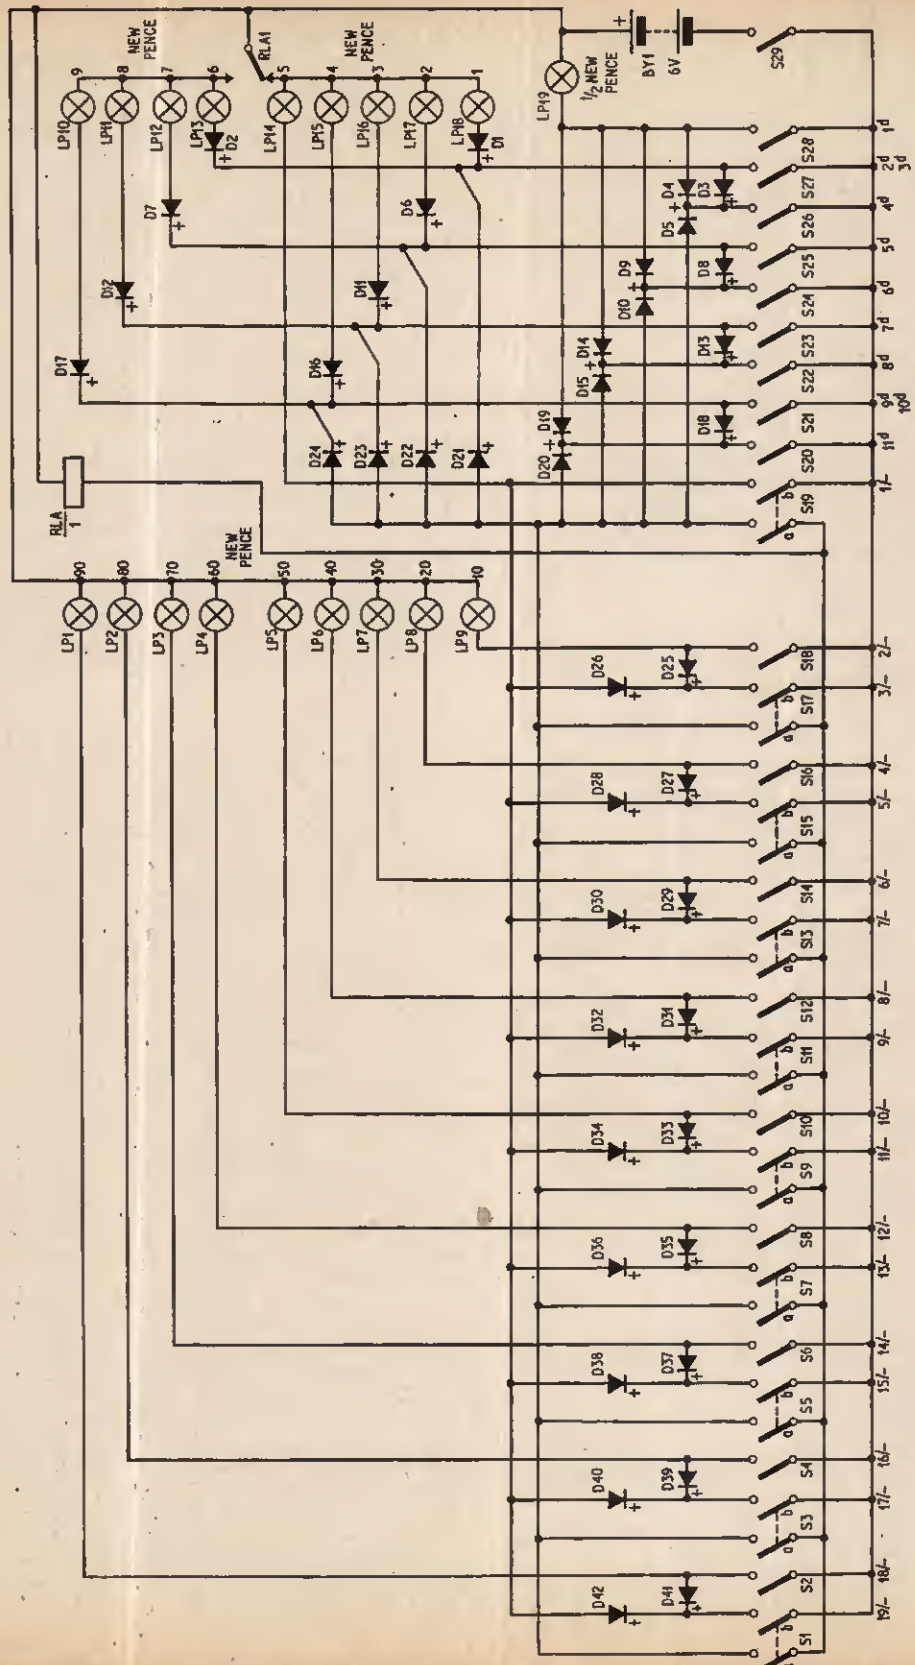 9 NEW PENCE 8 7 6 RLA1 5 NEW PENCE 4 3 2 1
LP10 LP11 LP12 LP13 LP14 LP15 LP16 LP17 LP18
LP19 1/2 NEW PENCE
BY1 6V +
S29
D2 +
D1 +
D7 +
D6 +
D12 +
D11 +
D17 +
D16 +
D24 +
D23 +
D22 +
D21 +
D4 +
D3 +
D5
D9 +
D8 +
D10
D14 +
D13 +
D15
D19 +
D18 +
D20
S28 S27 S26 S25 S24 S23 S22 S21 S20 S19
a b
1d 2d 3d 4d 5d 6d 7d 8d 9d 10d 11d 1/-
RLA
1
NEW PENCE
90 80 70 60 50 40 30 20 10
LP1 LP2 LP3 LP4 LP5 LP6 LP7 LP8 LP9
D26 +
D25 +
D28 +
D27 +
D30 +
D29 +
D32 +
D31 +
D34 +
D33 +
D36 +
D35 +
D38 +
D37 +
D40 +
D39 +
D42 +
D41 +
S18
a b S17
S16
a b S15
S14
a b S13
S12
a b S11
S10
a b S9
S8
a b S7
S6
a b S5
S4
a b S3
S2
a b S1
2/- 3/- 4/- 5/- 6/- 7/- 8/- 9/- 10/- 11/- 12/- 13/- 14/- 15/- 16/- 17/- 18/- 19/-